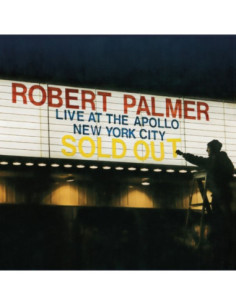 ROBERT PALMER
LIVE AT THE APOLLO
NEW YORK CITY
SOLD OUT